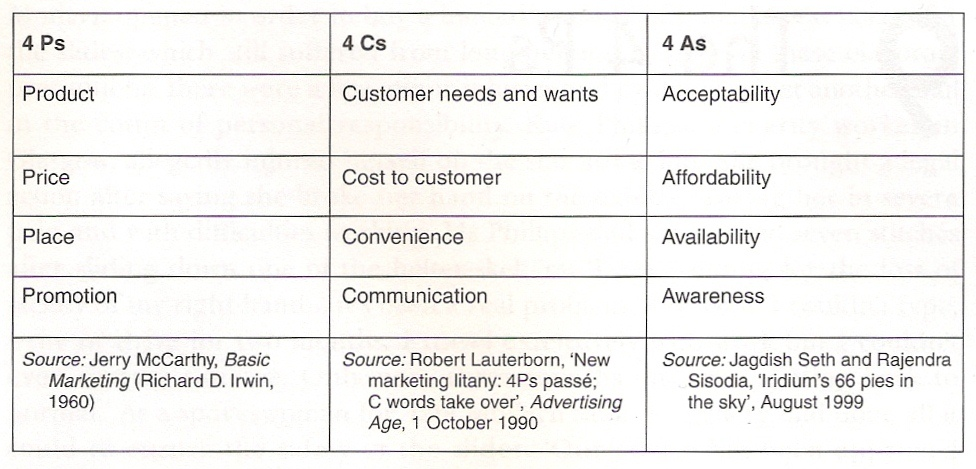 4 Ps 4 Cs 4 As
Product Customer needs and wants Acceptability
Price Cost to customer Affordability
Place Convenience Availability
Promotion Communication Awareness
Source: Jerry McCarthy, Basic
Marketing (Richard D. Irwin,
1960)
Source: Robert Lauterborn, ‘New
marketing litany: 4Ps passé;
C words take over’, Advertising
Age, 1 October 1990
Source: Jagdish Seth and Rajendra
Sisodia, ‘Iridium’s 66 pies in
the sky’, August 1999